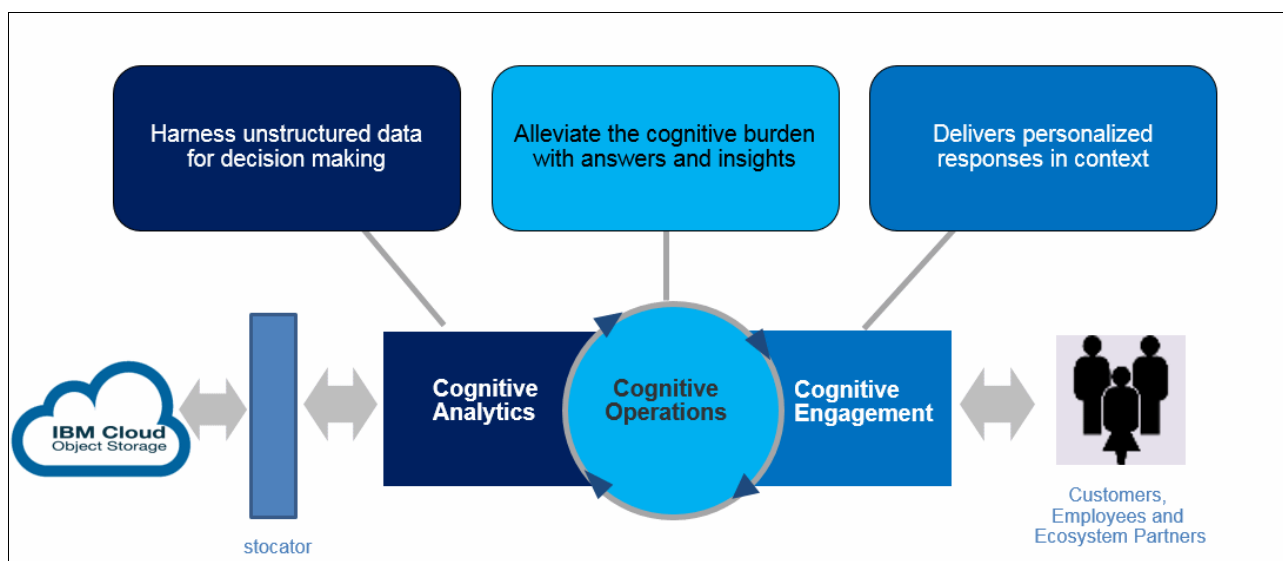 Harness unstructured data
for decision making
Alleviate the cognitive burden
with answers and insights
Delivers personalized
responses in context
IBM Cloud
Object Storage
stocator
Cognitive
Analytics
Cognitive
Operations
Cognitive
Engagement
Customers,
Employees and
Ecosystem Partners